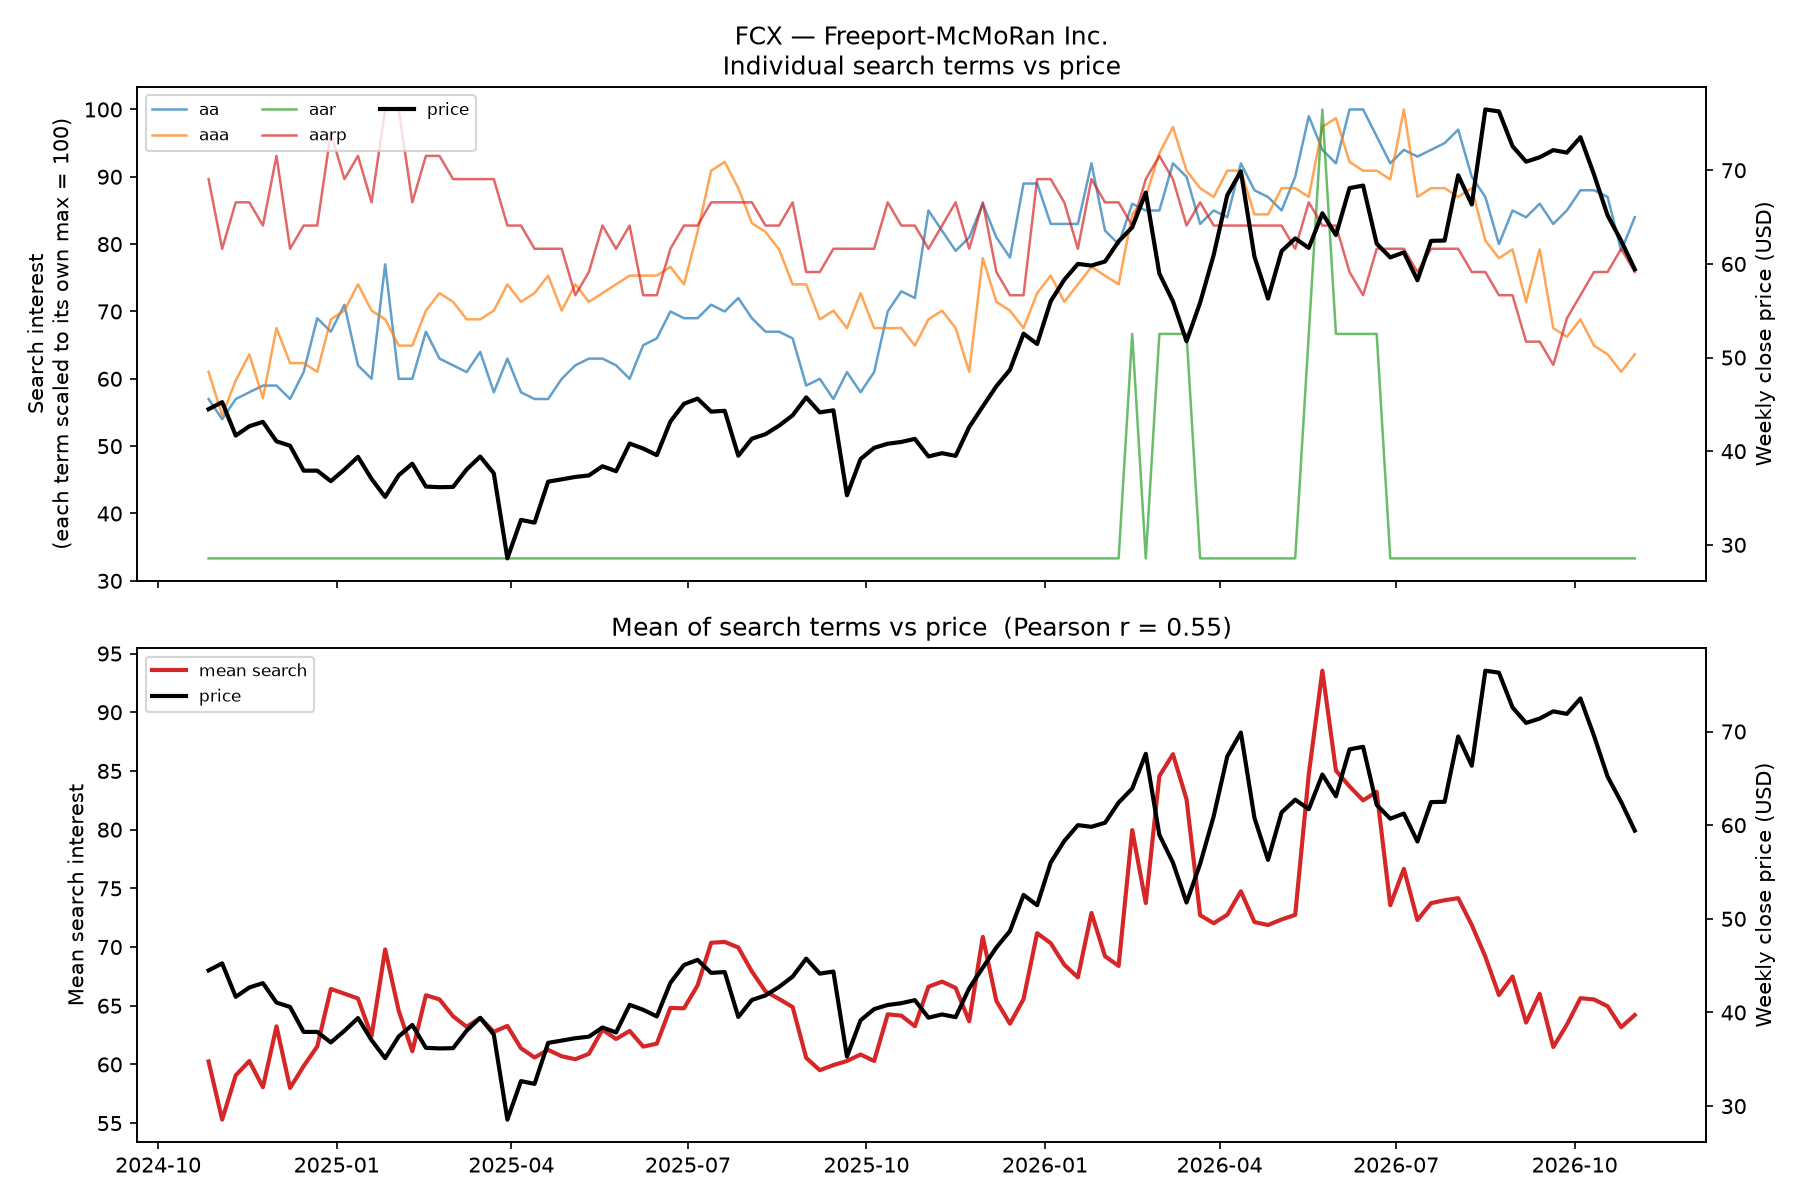 FCX — Freeport-McMoRan Inc.
Individual search terms vs price
aa
aaa
aar
aarp
price
100
90
80
70
60
50
40
30
Search interest
(each term scaled to its own max = 100)
70
60
50
40
30
Weekly close price (USD)
Mean of search terms vs price (Pearson r = 0.55)
mean search
price
95
90
85
80
75
70
65
60
55
Mean search interest
70
60
50
40
30
Weekly close price (USD)
2024-10
2025-01
2025-04
2025-07
2025-10
2026-01
2026-04
2026-07
2026-10